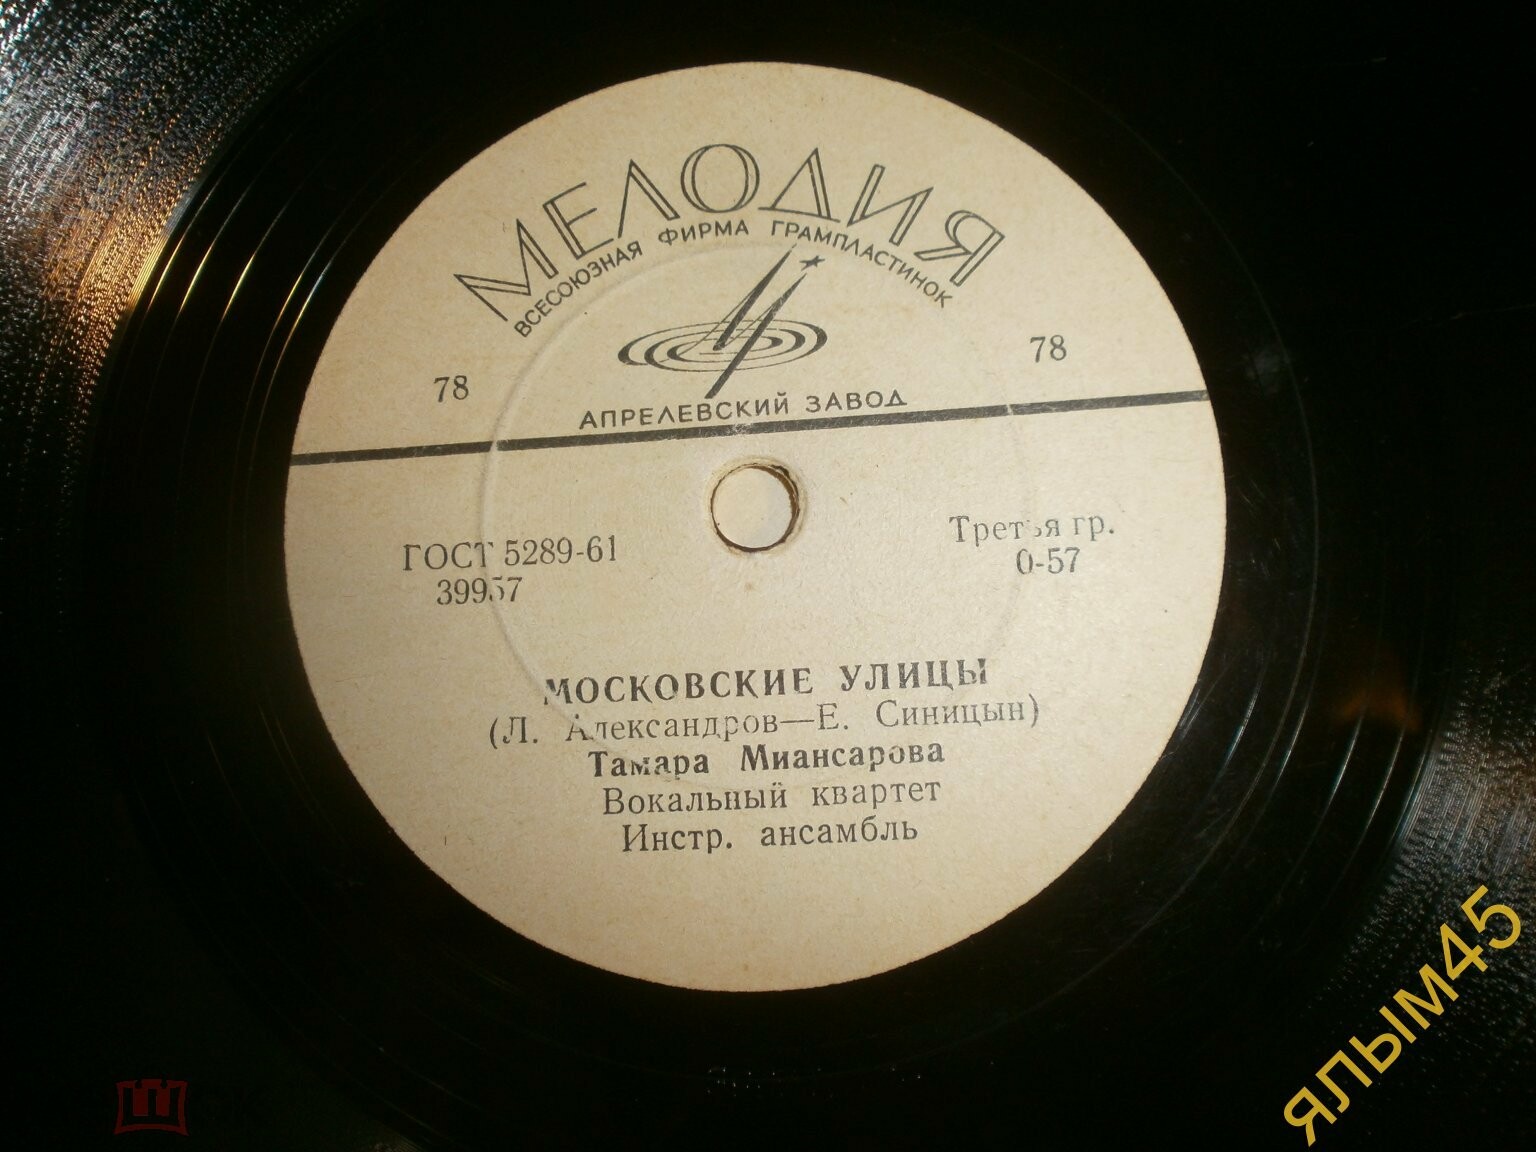 МЕЛОДИЯ
ВСЕСОЮЗНАЯ ФИРМА ГРАМПЛАСТИНОК
78
78
АПРЕЛЕВСКИЙ ЗАВОД
ГОСТ 5289-61
39957
Третья гр.
0-57
МОСКОВСКИЕ УЛИЦЫ
(Л. Александров—Е. Синицын)
Тамара Миансарова
Вокальный квартет
Инстр. ансамбль
ЯЛЫМ45